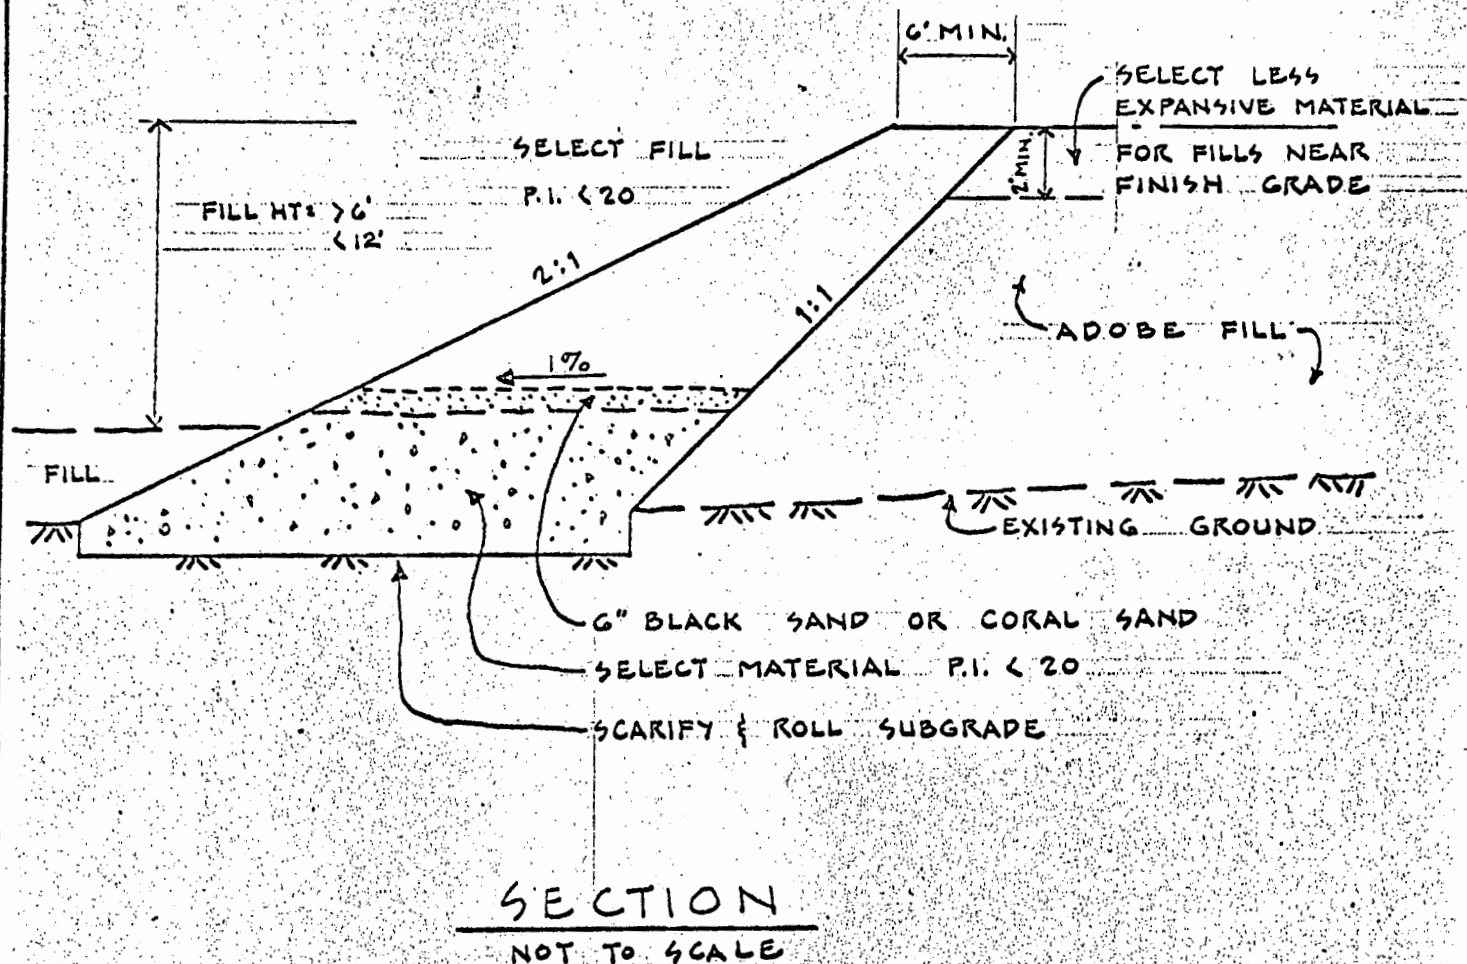 6' MIN.
SELECT LESS
EXPANSIVE MATERIAL
FOR FILLS NEAR
FINISH GRADE
2' MIN.
SELECT FILL
P.I. < 20
FILL HT: > 6'
< 12'
2:1
1:1
ADOBE FILL
1%
FILL
EXISTING GROUND
6" BLACK SAND OR CORAL SAND
SELECT MATERIAL P.I. < 20
SCARIFY & ROLL SUBGRADE
SECTION
NOT TO SCALE